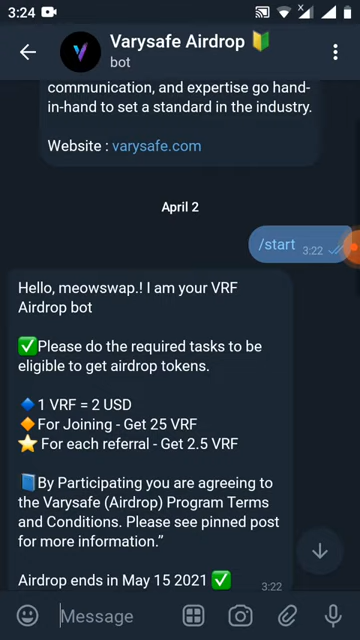 3:24
Varysafe Airdrop
bot
communication, and expertise go hand-
in-hand to set a standard in the industry.
Website : varysafe.com
April 2
/start 3:22
Hello, meowswap.! I am your VRF
Airdrop bot
Please do the required tasks to be
eligible to get airdrop tokens.
1 VRF = 2 USD
For Joining - Get 25 VRF
For each referral - Get 2.5 VRF
By Participating you are agreeing to
the Varysafe (Airdrop) Program Terms
and Conditions. Please see pinned post
for more information.”
Airdrop ends in May 15 2021
3:22
Message